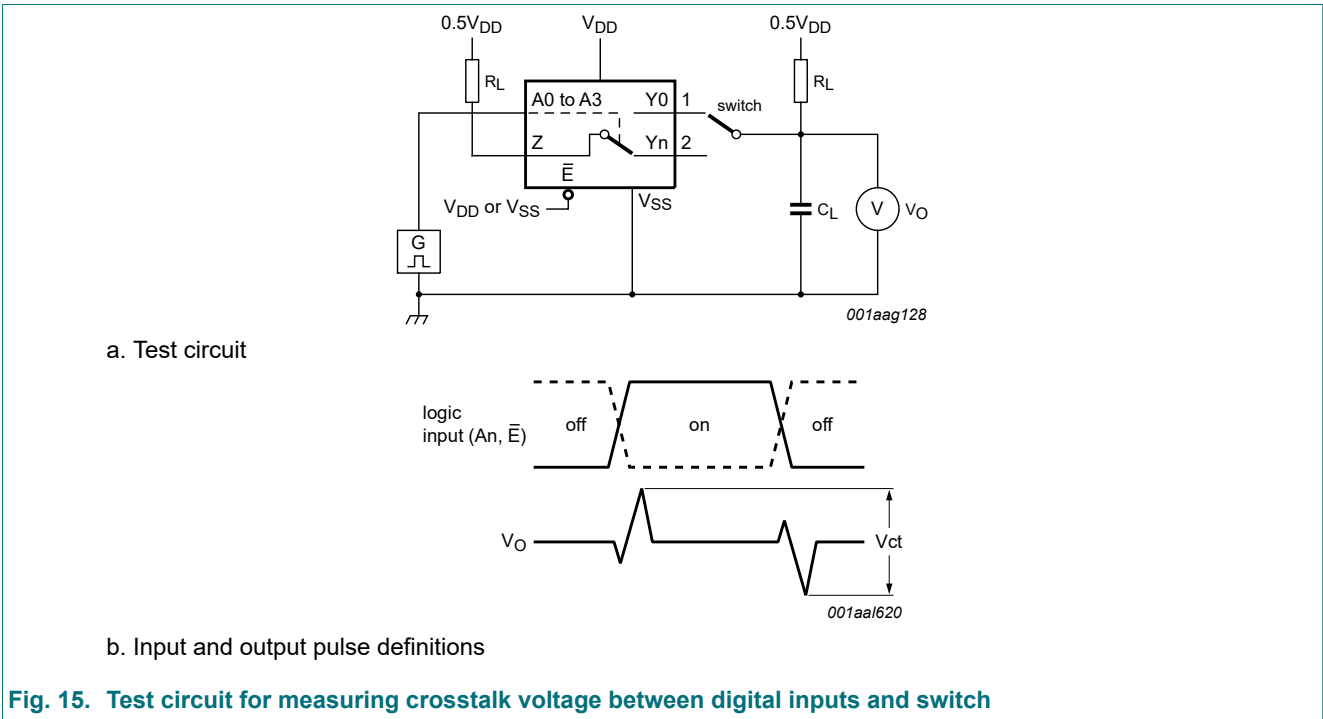 0.5VDD VDD 0.5VDD
RL RL
A0 to A3 Y0 1 switch
Z Yn 2
Ē
VDD or VSS VSS
CL V VO
G
001aag128
a. Test circuit
logic
input (An, Ē) off on off
VO Vct
001aal620
b. Input and output pulse definitions
Fig. 15. Test circuit for measuring crosstalk voltage between digital inputs and switch